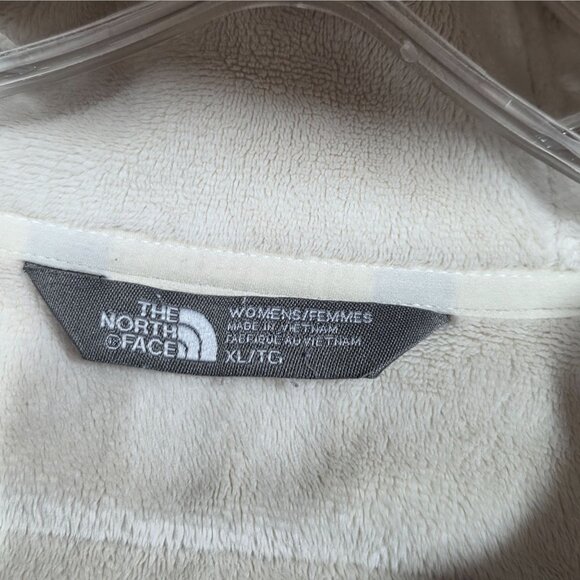 THE
NORTH
FACE
WOMENS/FEMMES
MADE IN VIETNAM
FABRIQUE AU VIETNAM
XL/TG